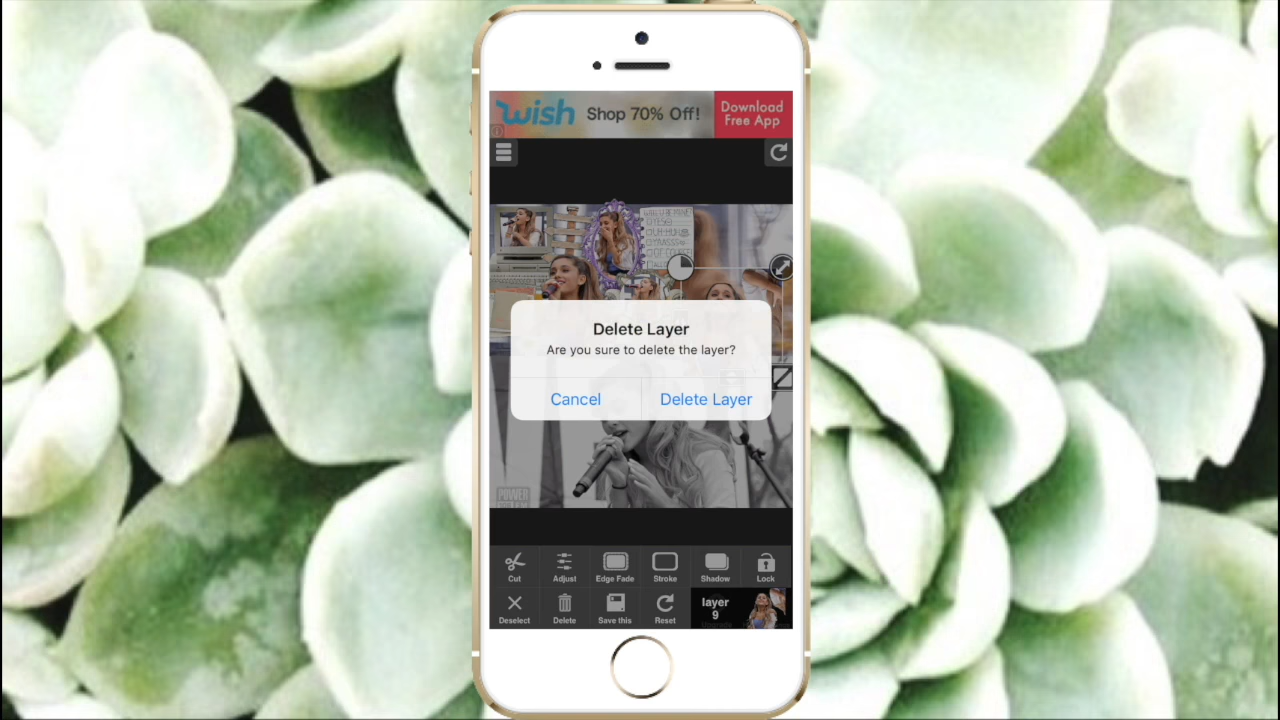 wish
Shop 70% Off!
Download
Free App
Delete Layer
Are you sure to delete the layer?
Cancel
Delete Layer
POWER
Cut
Adjust
Edge Fade
Stroke
Shadow
Lock
Deselect
Delete
Save this
Reset
layer
9